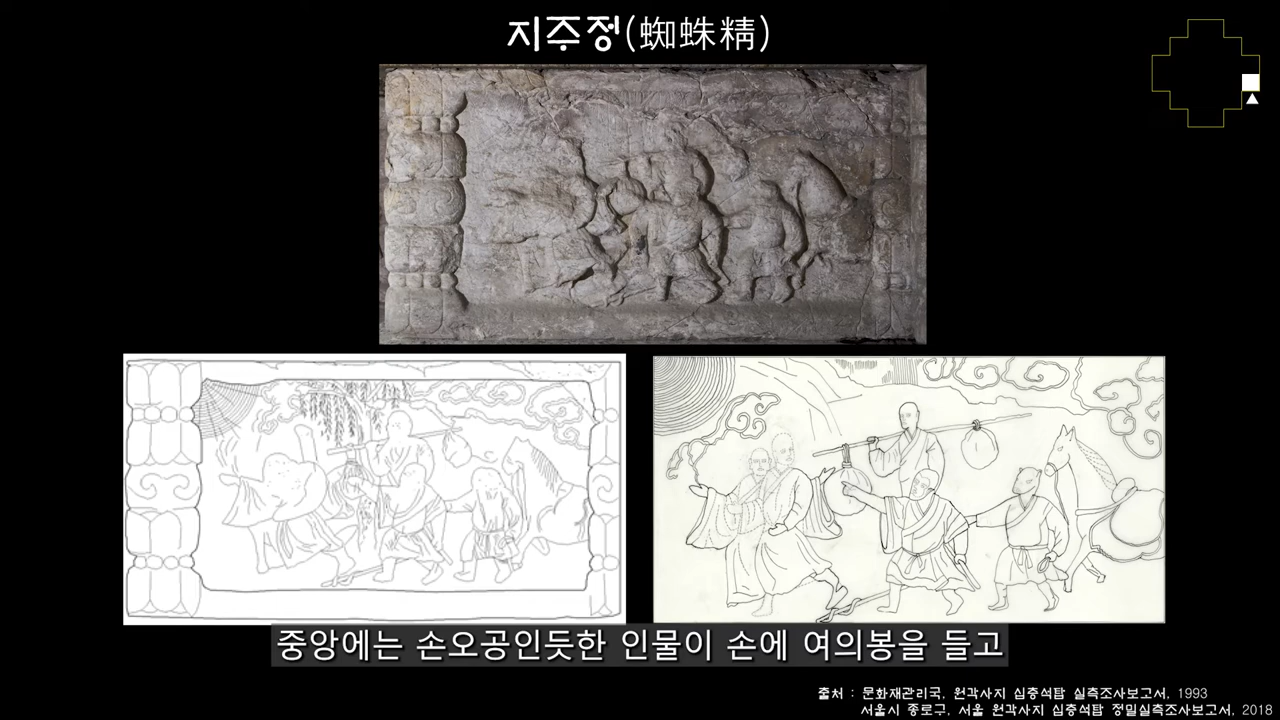 지주정(蜘蛛精)
중앙에는 손오공인듯한 인물이 손에 여의봉을 들고
출처 : 문화재관리국, 원각사지 십층석탑 실측조사보고서, 1993
서울시 종로구, 서울 원각사지 십층석탑 정밀실측조사보고서, 2018